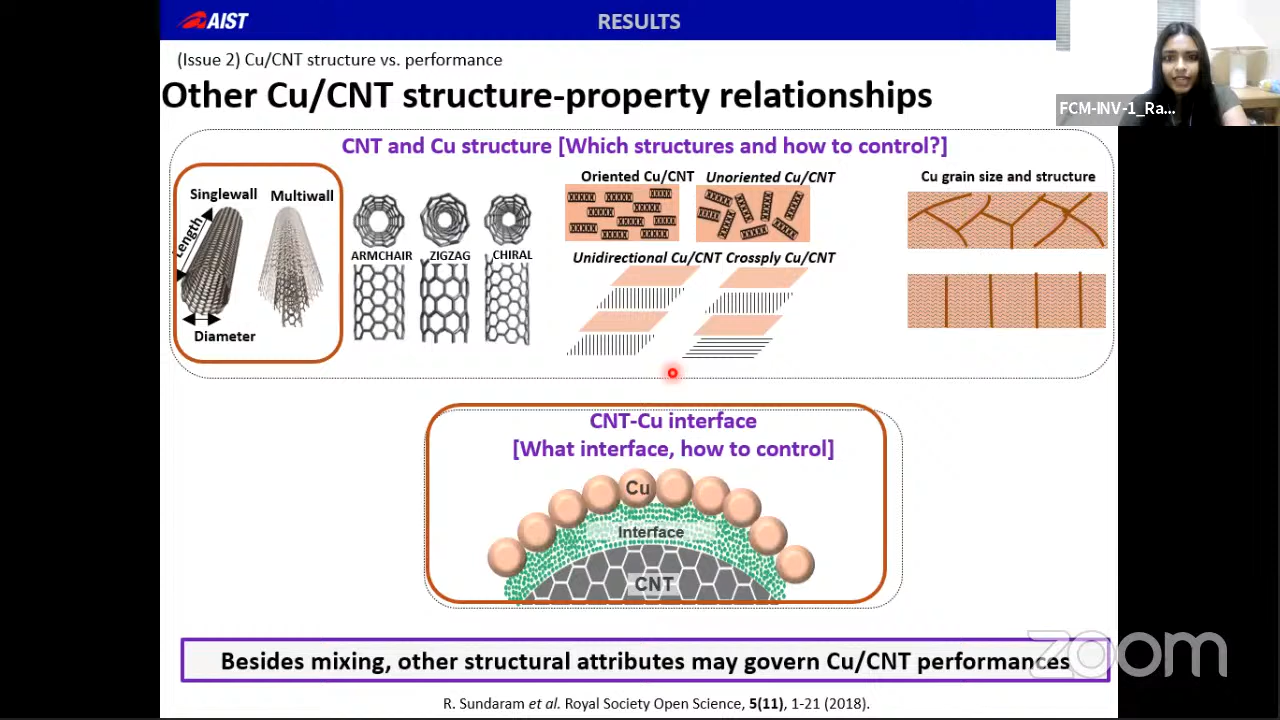 AIST
RESULTS
(Issue 2) Cu/CNT structure vs. performance
Other Cu/CNT structure-property relationships
FCM-INV-1_Ra...
CNT and Cu structure [Which structures and how to control?]
Singlewall
Multiwall
Length
Diameter
ARMCHAIR
ZIGZAG
CHIRAL
Oriented Cu/CNT
Unoriented Cu/CNT
Unidirectional Cu/CNT
Crossply Cu/CNT
Cu grain size and structure
CNT-Cu interface
[What interface, how to control]
Cu
Interface
CNT
Besides mixing, other structural attributes may govern Cu/CNT performances
zoom
R. Sundaram et al. Royal Society Open Science, 5(11), 1-21 (2018).